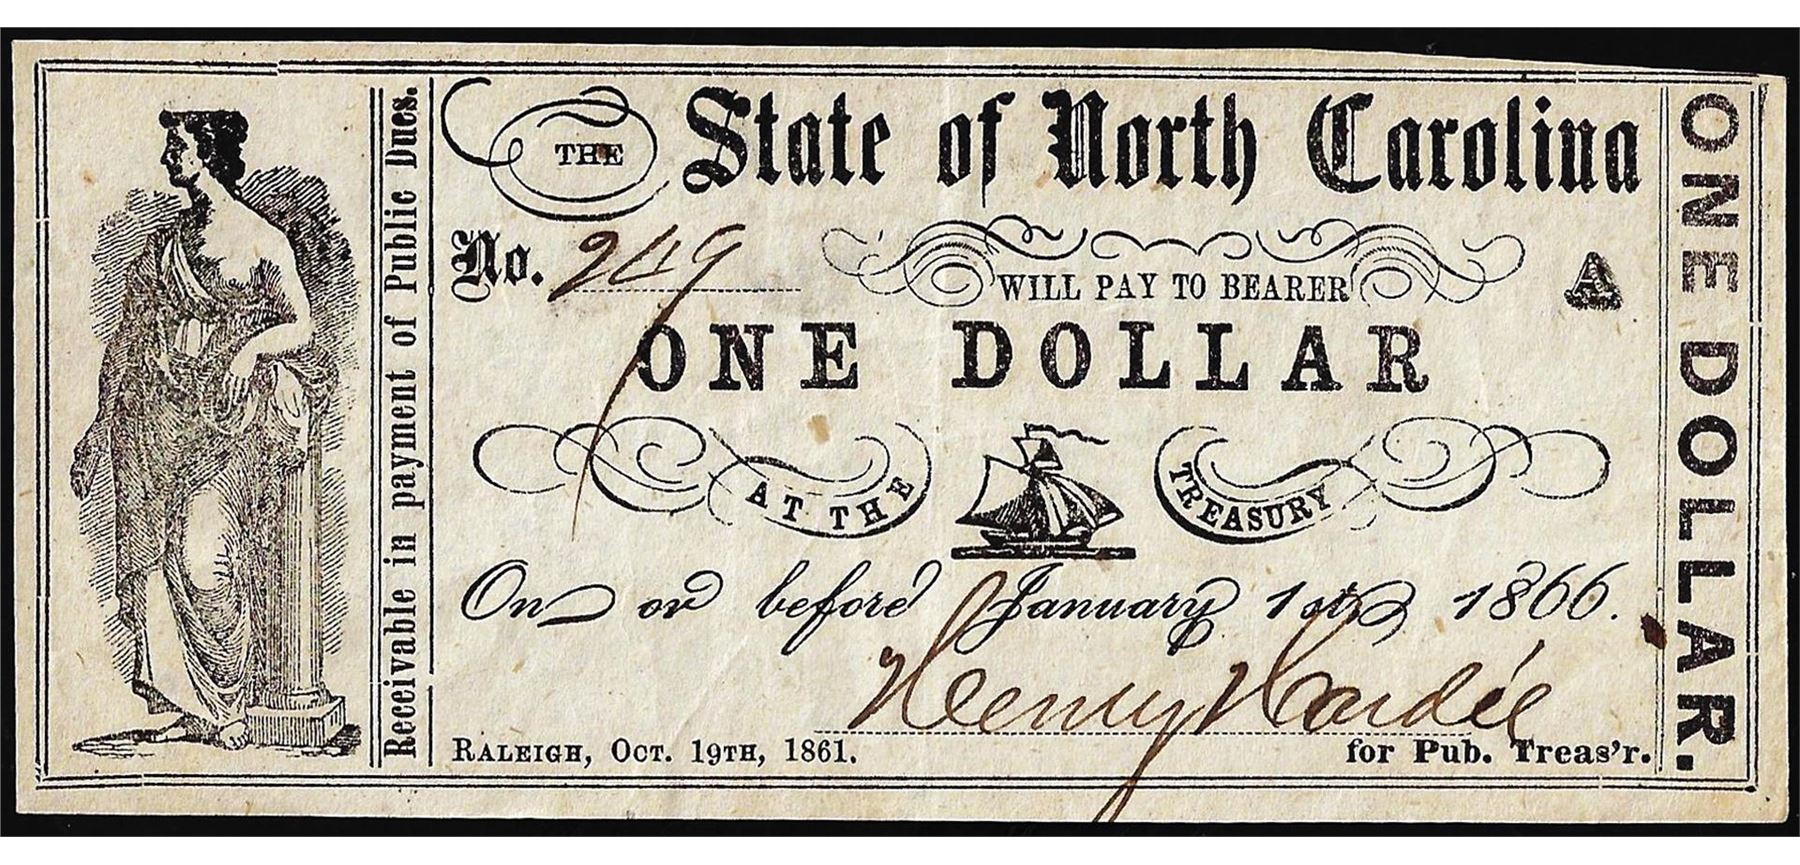 Receivable in payment of Public Dues.
THE State of North Carolina
No. 249
WILL PAY TO BEARER
A
ONE DOLLAR
AT THE TREASURY
On or before January 1st 1866.
Henry Hardie
RALEIGH, OCT. 19TH, 1861.
for Pub. Treas'r.
ONE DOLLAR.